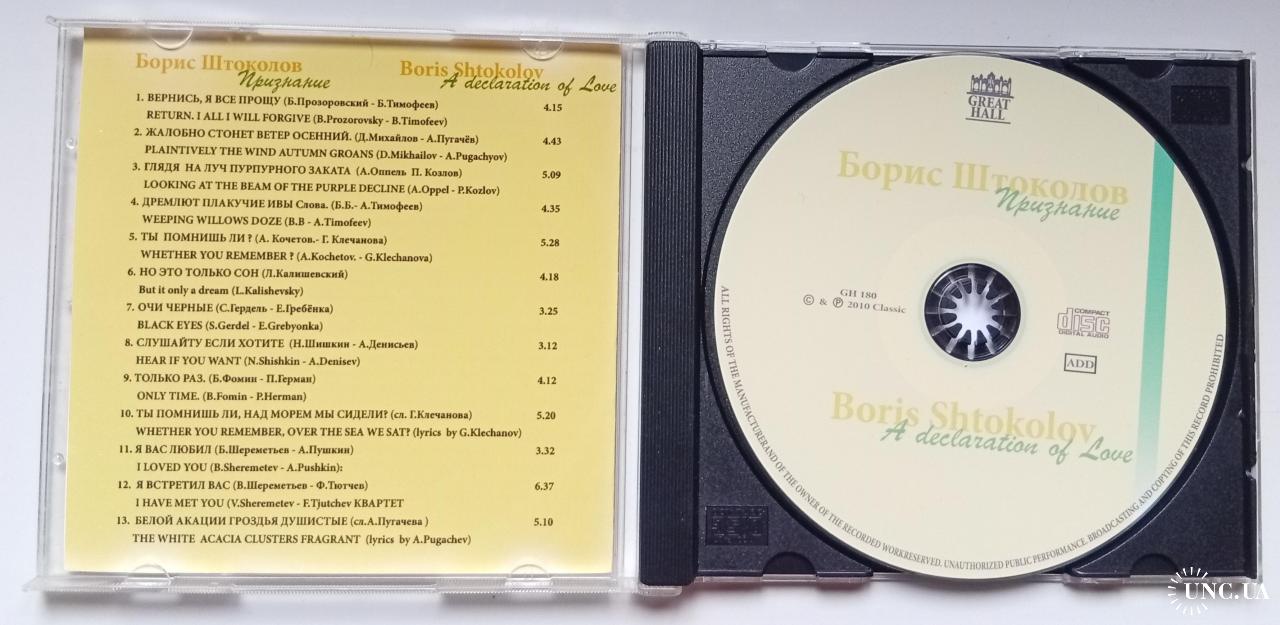 Борис Штоколов
Признание
Boris Shtokolov
A declaration of Love
1. ВЕРНИСЬ, Я ВСЕ ПРОЩУ (Б.Прозоровский - Б.Тимофеев) 4.15
RETURN. I ALL I WILL FORGIVE (B.Prozorovsky - B.Timofeev)
2. ЖАЛОБНО СТОНЕТ ВЕТЕР ОСЕННИЙ. (Д.Михайлов - А.Пугачёв) 4.43
PLAINTIVELY THE WIND AUTUMN GROANS (D.Mikhailov - A.Pugachyov)
3. ГЛЯДЯ НА ЛУЧ ПУРПУРНОГО ЗАКАТА (А.Оппель П. Козлов) 5.09
LOOKING AT THE BEAM OF THE PURPLE DECLINE (A.Oppel - P.Kozlov)
4. ДРЕМЛЮТ ПЛАКУЧИЕ ИВЫ Слова. (Б.Б.- А.Тимофеев) 4.35
WEEPING WILLOWS DOZE (B.B - A.Timofeev)
5. ТЫ ПОМНИШЬ ЛИ ? (А. Кочетов.- Г. Клечанова) 5.28
WHETHER YOU REMEMBER ? (A.Kochetov. - G.Klechanova)
6. НО ЭТО ТОЛЬКО СОН (Л.Калишевский) 4.18
But it only a dream (L.Kalishevsky)
7. ОЧИ ЧЕРНЫЕ (С.Гердель - Е.Гребёнка) 3.25
BLACK EYES (S.Gerdel - E.Grebyonka)
8. СЛУШАЙТУ ЕСЛИ ХОТИТЕ (Н.Шишкин - А.Денисьев) 3.12
HEAR IF YOU WANT (N.Shishkin - A.Denisev)
9. ТОЛЬКО РАЗ. (Б.Фомин - П.Герман) 4.12
ONLY TIME. (B.Fomin - P.Herman)
10. ТЫ ПОМНИШЬ ЛИ, НАД МОРЕМ МЫ СИДЕЛИ? (сл. Г.Клечанова) 5.20
WHETHER YOU REMEMBER, OVER THE SEA WE SAT? (lyrics by G.Klechanov)
11. Я ВАС ЛЮБИЛ (Б.Шереметьев - А.Пушкин) 3.32
I LOVED YOU (B.Sheremetev - A.Pushkin):
12. Я ВСТРЕТИЛ ВАС (В.Шереметьев - Ф.Тютчев) 6.37
I HAVE MET YOU (V.Sheremetev - F.Tjutchev КВАРТЕТ
13. БЕЛОЙ АКАЦИИ ГРОЗДЬЯ ДУШИСТЫЕ (сл.А.Пугачева ) 5.10
THE WHITE ACACIA CLUSTERS FRAGRANT (lyrics by A.Pugachev)
GREAT
HALL
Борис Штоколов
Признание
GH 180
© & ℗ 2010 Classic
COMPACT
disc
DIGITAL AUDIO
ADD
Boris Shtokolov
A declaration of Love
ALL RIGHTS OF THE MANUFACTURERAND OF THE OWNER OF THE RECORDED WORKRESERVED. UNAUTHORIZED PUBLIC PERFORMANCE. BROADCASTING AND COPYING OF THIS RECORD PROHIBITED
UNC.UA